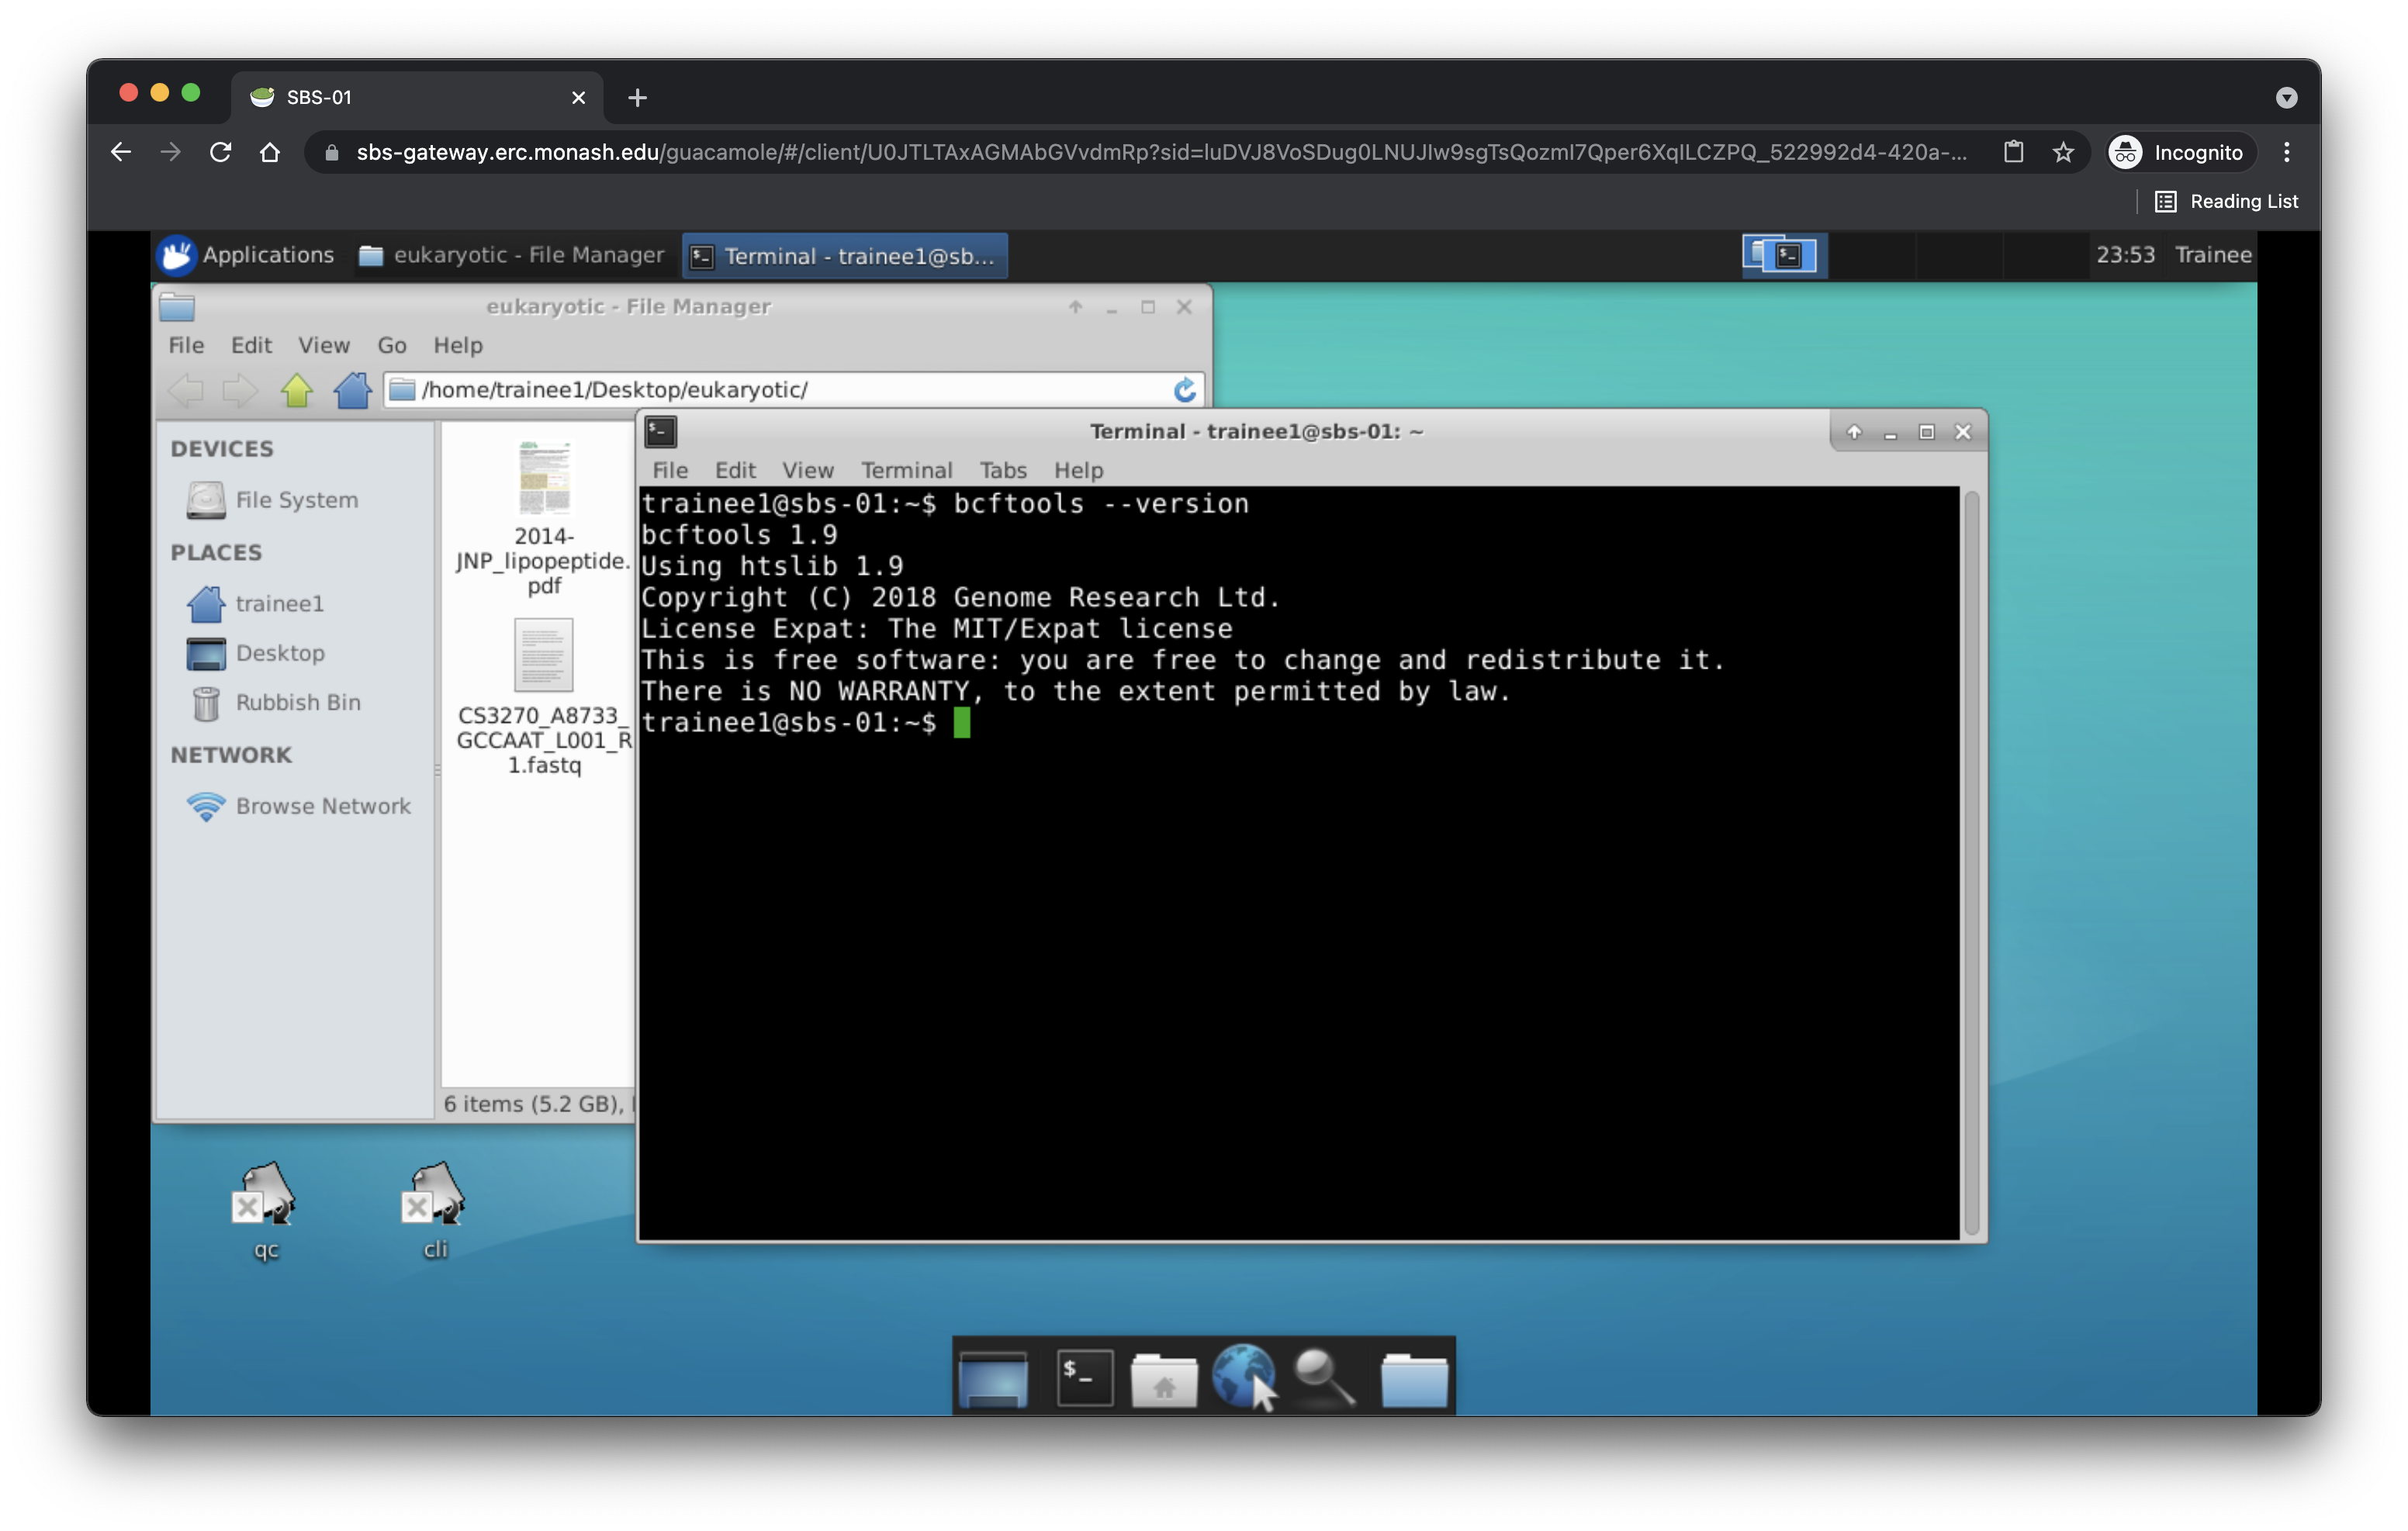 SBS-01
sbs-gateway.erc.monash.edu/guacamole/#/client/U0JTLTAxAGMAbGVvdmRp?sid=luDVJ8VoSDug0LNUJlw9sgTsQozml7Qper6XqlLCZPQ_522992d4-420a-...
Incognito
Reading List
Applications
eukaryotic - File Manager
Terminal - trainee1@sb...
23:53
Trainee
eukaryotic - File Manager
File Edit View Go Help
/home/trainee1/Desktop/eukaryotic/
DEVICES
File System
PLACES
trainee1
Desktop
Rubbish Bin
NETWORK
Browse Network
2014-
JNP_lipopeptide.
pdf
CS3270_A8733_
GCCAAT_L001_R
1.fastq
6 items (5.2 GB),
Terminal - trainee1@sbs-01: ~
File Edit View Terminal Tabs Help
trainee1@sbs-01:~$ bcftools --version
bcftools 1.9
Using htslib 1.9
Copyright (C) 2018 Genome Research Ltd.
License Expat: The MIT/Expat license
This is free software: you are free to change and redistribute it.
There is NO WARRANTY, to the extent permitted by law.
trainee1@sbs-01:~$
qc
cli